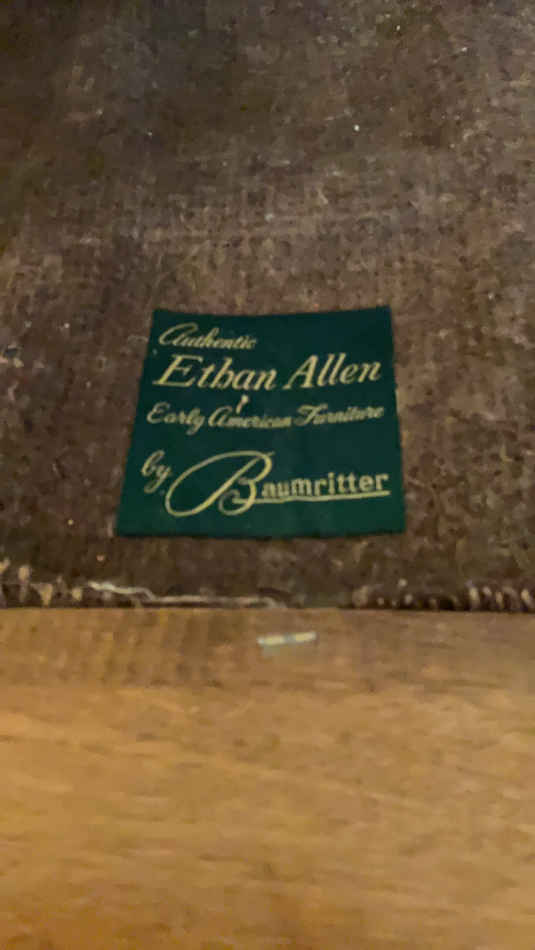 Authentic
Ethan Allen
Early American Furniture
by Baumritter